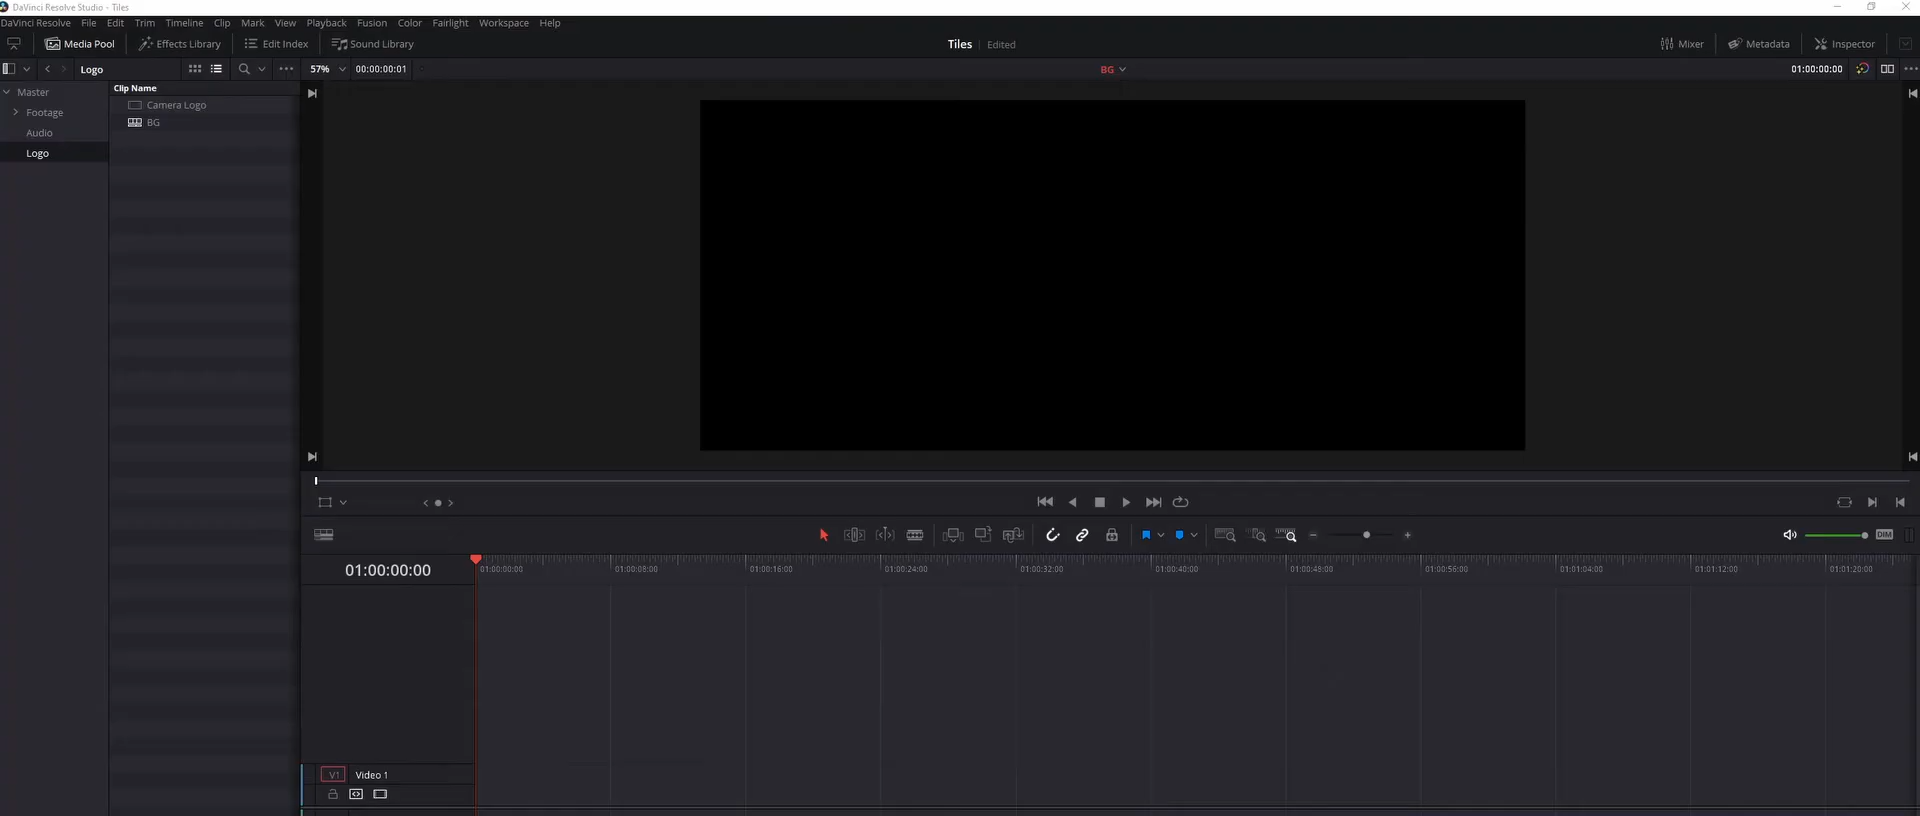 DaVinci Resolve Studio - Tiles
DaVinci Resolve File Edit Trim Timeline Clip Mark View Playback Fusion Color Fairlight Workspace Help
Media Pool Effects Library Edit Index Sound Library Tiles Edited Mixer Metadata Inspector
Logo 57% 00:00:00:01 BG 01:00:00:00
Master Clip Name
Footage Camera Logo
Audio BG
Logo
DIM
01:00:00:00 01:00:00:00 01:00:08:00 01:00:16:00 01:00:24:00 01:00:32:00 01:00:40:00 01:00:48:00 01:00:56:00 01:01:04:00 01:01:12:00 01:01:20:00
V1 Video 1